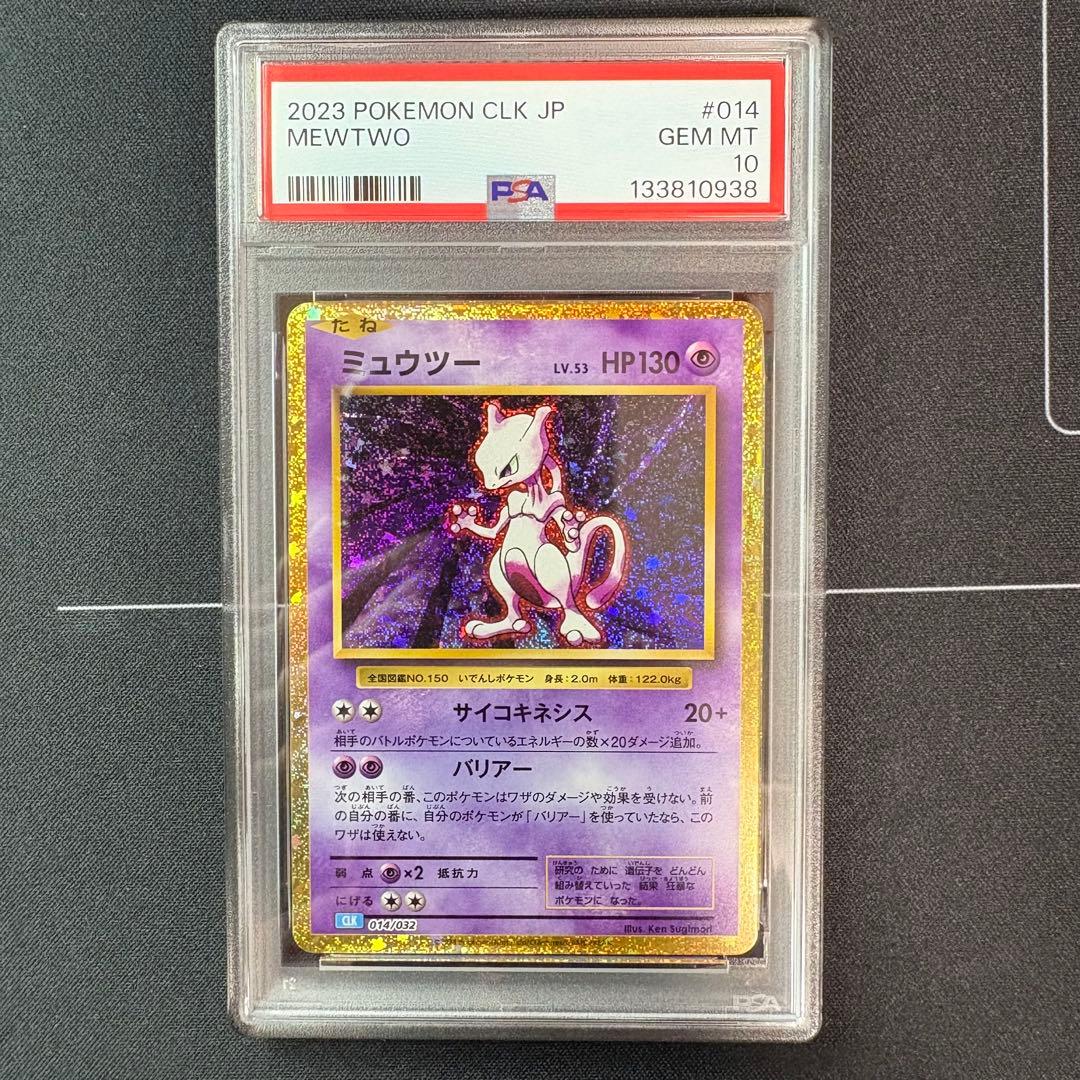 2023 POKEMON CLK JP #014
MEWTWO GEM MT
10
PSA 133810938
たね
ミュウツー LV.53 HP130
全国図鑑NO.150 いでんしポケモン 身長:2.0m 体重:122.0kg
サイコキネシス 20+
相手のバトルポケモンについているエネルギーの数×20ダメージ追加。
バリアー
次の相手の番、このポケモンはワザのダメージや効果を受けない。前
の自分の番に、自分のポケモンが「バリアー」を使っていたなら、この
ワザは使えない。
弱点 ×2 抵抗力
にげる
研究の ために 遺伝子を どんどん
組み替えていった 結果 狂暴な
ポケモンに なった。
CLK 014/032
Illus. Ken Sugimori
PSA